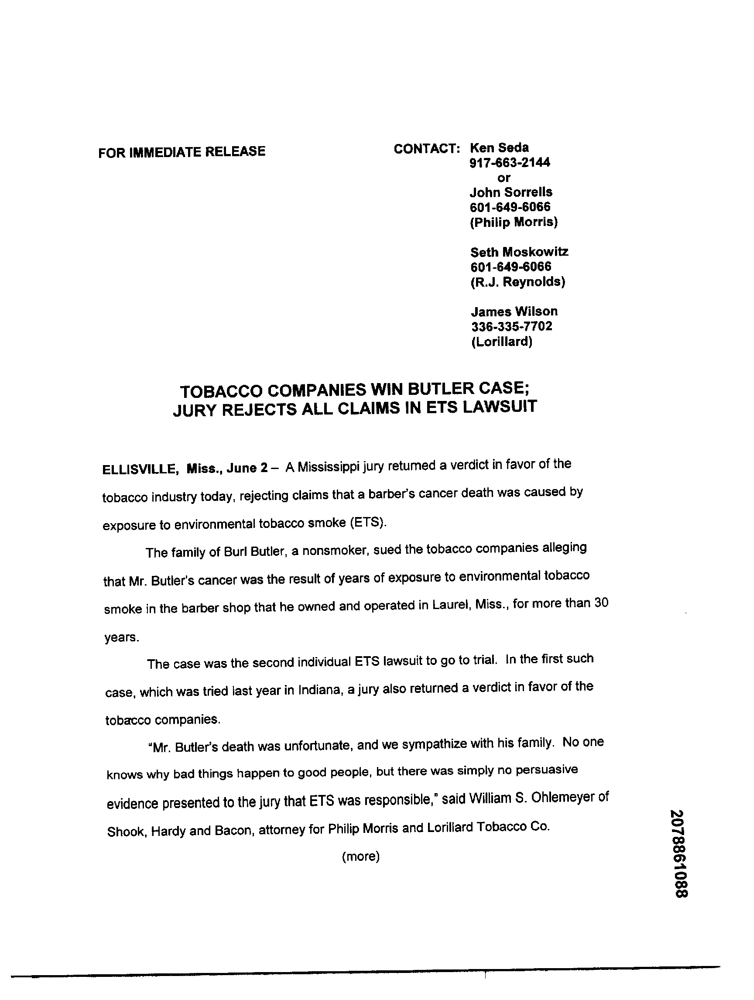 FOR IMMEDIATE RELEASE
CONTACT: Ken Seda
917-663-2144
or
John Sorrells
601-649-6066
(Philip Morris)
Seth Moskowitz
601-649-6066
(R.J. Reynolds)
James Wilson
336-335-7702
(Lorillard)
TOBACCO COMPANIES WIN BUTLER CASE;
JURY REJECTS ALL CLAIMS IN ETS LAWSUIT
ELLISVILLE, Miss., June 2 – A Mississippi jury returned a verdict in favor of the
tobacco industry today, rejecting claims that a barber's cancer death was caused by
exposure to environmental tobacco smoke (ETS).
The family of Burl Butler, a nonsmoker, sued the tobacco companies alleging
that Mr. Butler's cancer was the result of years of exposure to environmental tobacco
smoke in the barber shop that he owned and operated in Laurel, Miss., for more than 30
years.
The case was the second individual ETS lawsuit to go to trial. In the first such
case, which was tried last year in Indiana, a jury also returned a verdict in favor of the
tobacco companies.
"Mr. Butler's death was unfortunate, and we sympathize with his family. No one
knows why bad things happen to good people, but there was simply no persuasive
evidence presented to the jury that ETS was responsible," said William S. Ohlemeyer of
Shook, Hardy and Bacon, attorney for Philip Morris and Lorillard Tobacco Co.
(more)
2078861088